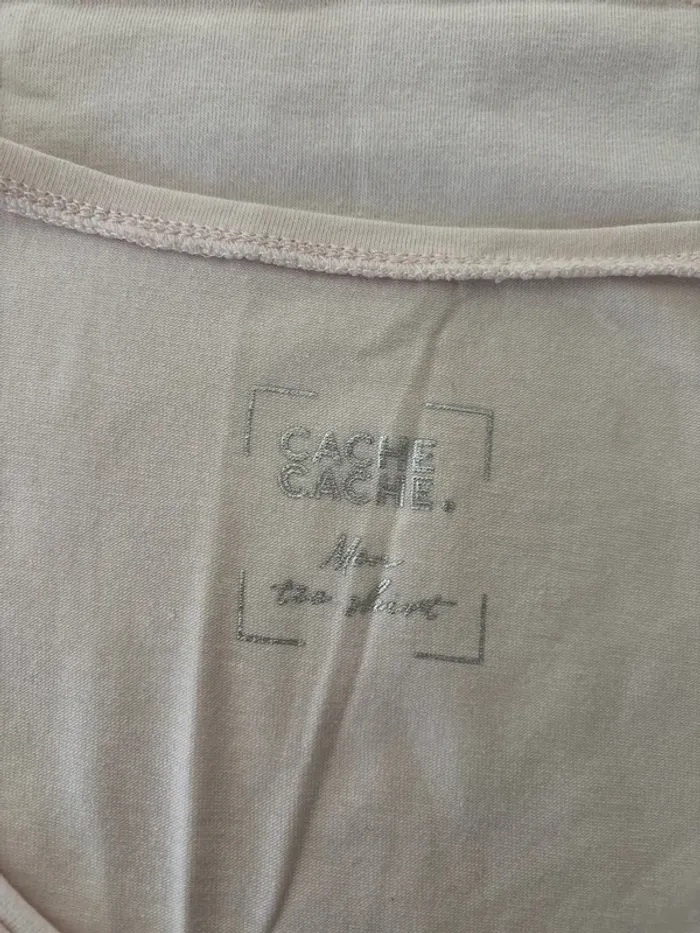 CACHE
CACHE.
Mon
tee shirt